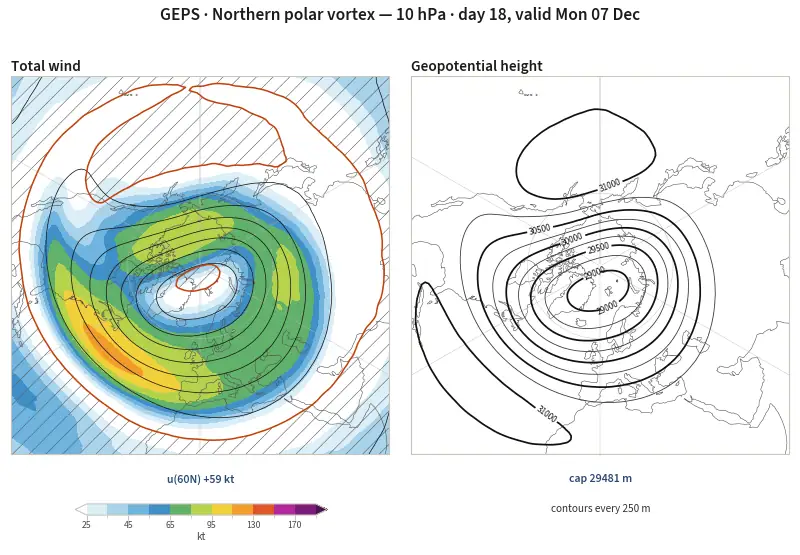 GEPS · Northern polar vortex — 10 hPa · day 18, valid Mon 07 Dec
Total wind
Geopotential height
31000
30500
30000
29500
29000
29000
31000
u(60N) +59 kt
cap 29481 m
contours every 250 m
25 45 65 95 130 170
kt